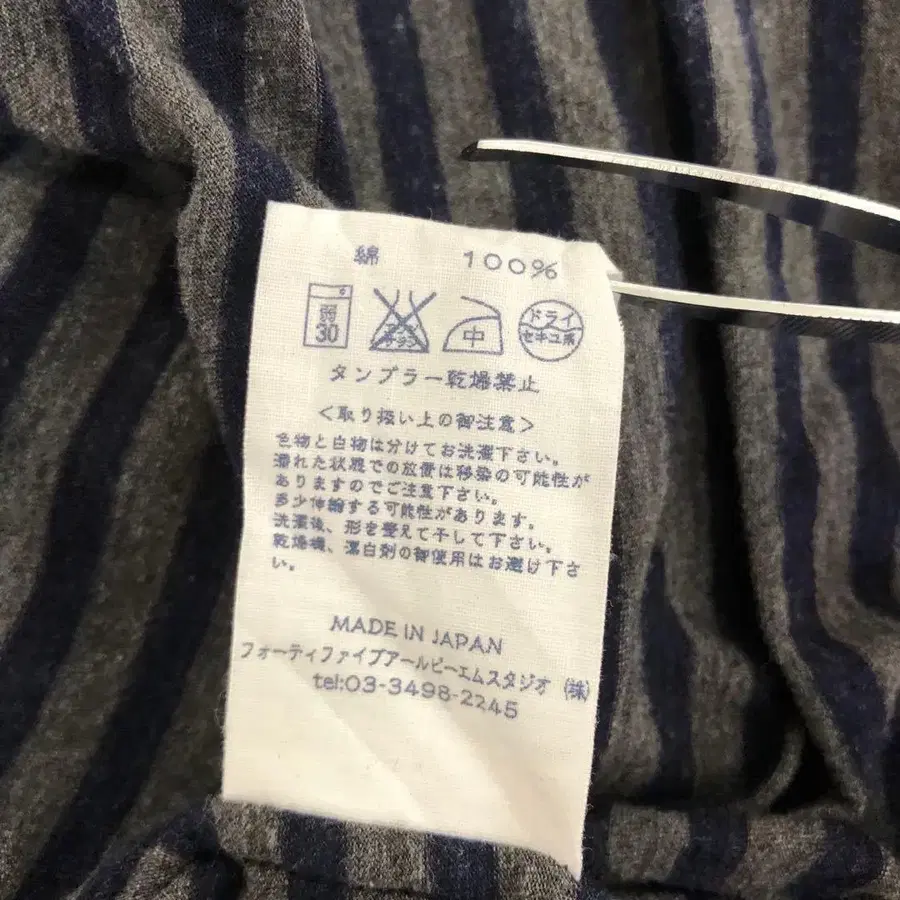 綿 100%
弱 30 エンソサラシ 中 ドライ セキユ系
タンブラー乾燥禁止
<取り扱い上の御注意>
色物と白物は分けてお洗濯下さい。
濡れた状態での放置は移染の可能性が
ありますのでご注意下さい。
多少伸縮する可能性があります。
洗濯後、形を整えて干して下さい。
乾燥機、漂白剤の御使用はお避け下さ
い。
MADE IN JAPAN
フォーティファイブアールピーエムスタジオ (株)
tel:03-3498-2245